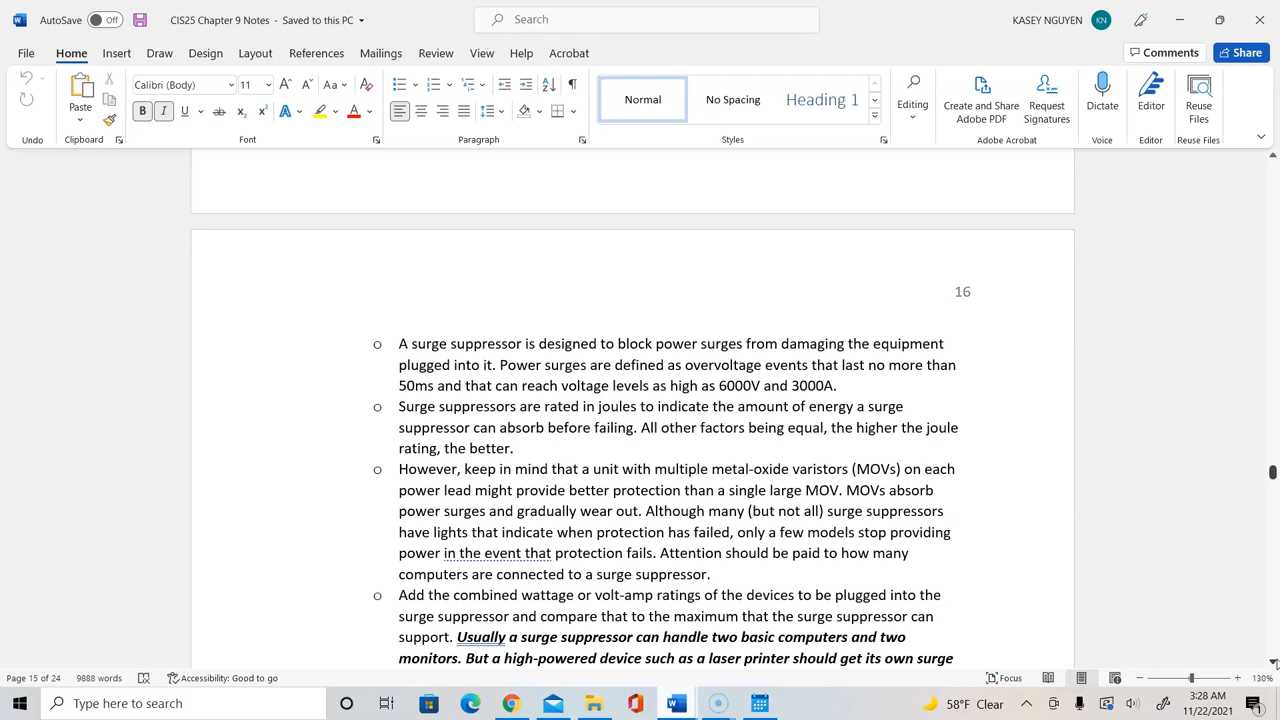 AutoSave Off CIS25 Chapter 9 Notes - Saved to this PC Search KASEY NGUYEN KN
File Home Insert Draw Design Layout References Mailings Review View Help Acrobat Comments Share
Paste Calibri (Body) 11 Aa Normal No Spacing Heading 1 Editing Create and Share Adobe PDF Request Signatures Dictate Editor Reuse Files
Undo Clipboard Font Paragraph Styles Adobe Acrobat Voice Editor Reuse Files
16
o A surge suppressor is designed to block power surges from damaging the equipment
plugged into it. Power surges are defined as overvoltage events that last no more than
50ms and that can reach voltage levels as high as 6000V and 3000A.
o Surge suppressors are rated in joules to indicate the amount of energy a surge
suppressor can absorb before failing. All other factors being equal, the higher the joule
rating, the better.
o However, keep in mind that a unit with multiple metal-oxide varistors (MOVs) on each
power lead might provide better protection than a single large MOV. MOVs absorb
power surges and gradually wear out. Although many (but not all) surge suppressors
have lights that indicate when protection has failed, only a few models stop providing
power in the event that protection fails. Attention should be paid to how many
computers are connected to a surge suppressor.
o Add the combined wattage or volt-amp ratings of the devices to be plugged into the
surge suppressor and compare that to the maximum that the surge suppressor can
support. Usually a surge suppressor can handle two basic computers and two
monitors. But a high-powered device such as a laser printer should get its own surge
Page 15 of 24 9888 words Accessibility: Good to go Focus 130%
Type here to search 58°F Clear 3:28 AM
11/22/2021 1